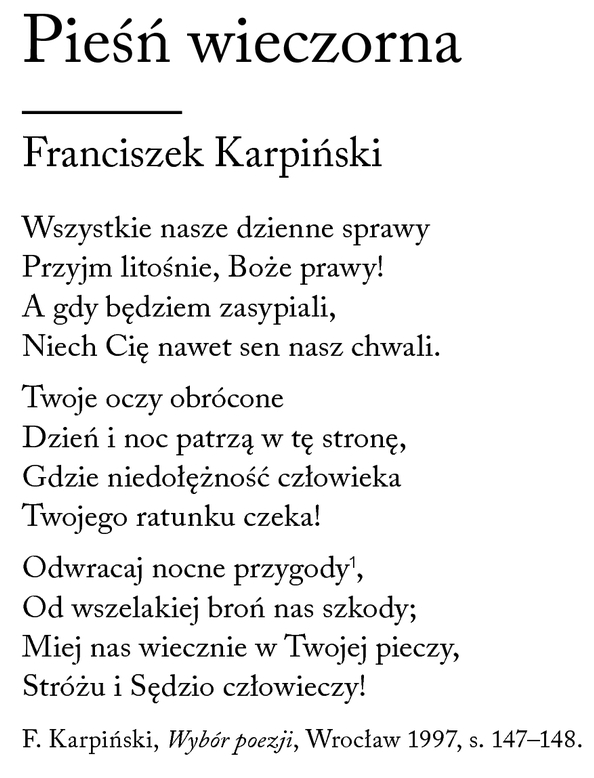 Pieśń wieczorna
Franciszek Karpiński
Wszystkie nasze dzienne sprawy
Przyjm litośnie, Boże prawy!
A gdy będziem zasypiali,
Niech Cię nawet sen nasz chwali.
Twoje oczy obrócone
Dzień i noc patrzą w tę stronę,
Gdzie niedołężność człowieka
Twojego ratunku czeka!
Odwracaj nocne przygody¹,
Od wszelakiej broń nas szkody;
Miej nas wiecznie w Twojej pieczy,
Stróżu i Sędzio człowieczy!
F. Karpiński, Wybór poezji, Wrocław 1997, s. 147–148.